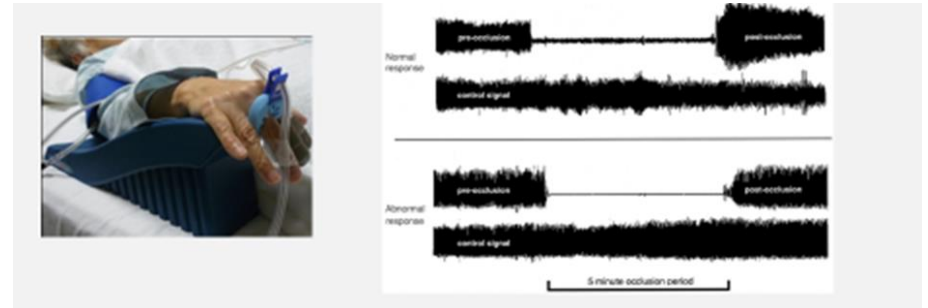 pre-occlusion
post-occlusion
Normal
response
control signal
pre-occlusion
post-occlusion
Abnormal
response
control signal
5 minute occlusion period